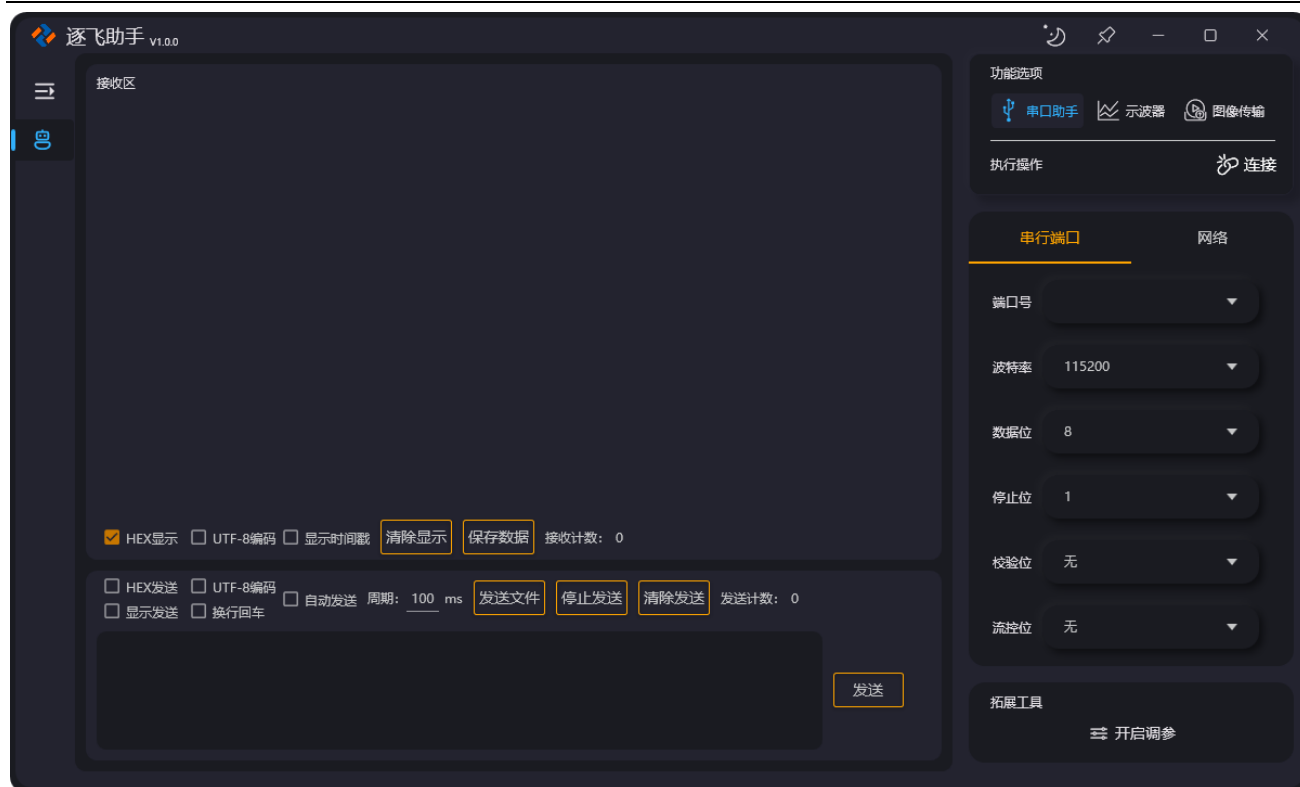 逐飞助手 V1.0.0
接收区
HEX显示 UTF-8编码 显示时间戳 清除显示 保存数据 接收计数： 0
HEX发送 UTF-8编码
显示发送 换行回车
自动发送 周期： 100 ms 发送文件 停止发送 清除发送 发送计数： 0
发送
功能选项
串口助手 示波器 图像传输
执行操作 连接
串行端口 网络
端口号
波特率 115200
数据位 8
停止位 1
校验位 无
流控位 无
拓展工具
开启调参